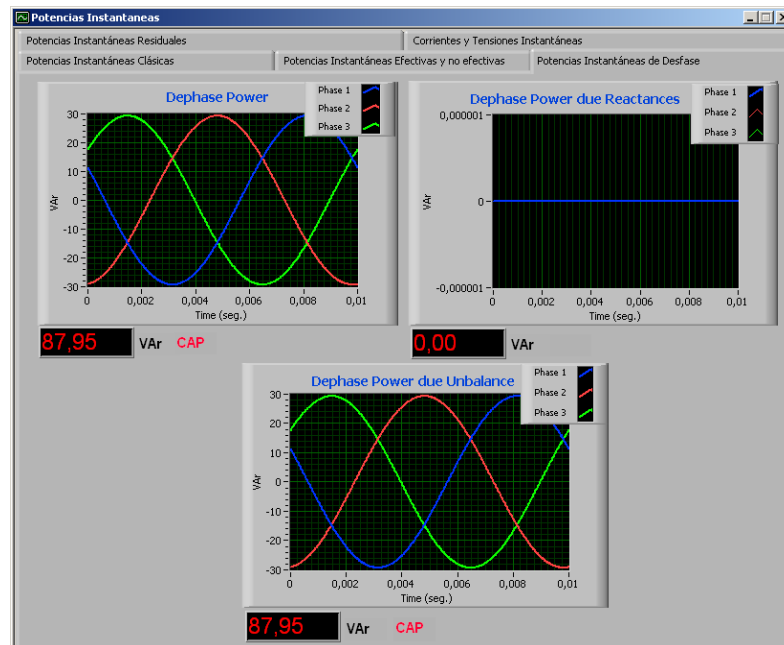 Potencias Instantaneas
Potencias Instantáneas Residuales
Corrientes y Tensiones Instantáneas
Potencias Instantáneas Clásicas
Potencias Instantáneas Efectivas y no efectivas
Potencias Instantáneas de Desfase
Dephase Power
Phase 1
Phase 2
Phase 3
30
20
10
0
-10
-20
-30
VAr
0 0,002 0,004 0,006 0,008 0,01
Time (seg.)
87,95 VAr CAP
Dephase Power due Reactances
Phase 1
Phase 2
Phase 3
0,000001
0
-0,000001
VAr
0 0,002 0,004 0,006 0,008 0,01
Time (seg.)
0,00 VAr
Dephase Power due Unbalance
Phase 1
Phase 2
Phase 3
30
20
10
0
-10
-20
-30
VAr
0 0,002 0,004 0,006 0,008 0,01
Time (seg.)
87,95 VAr CAP